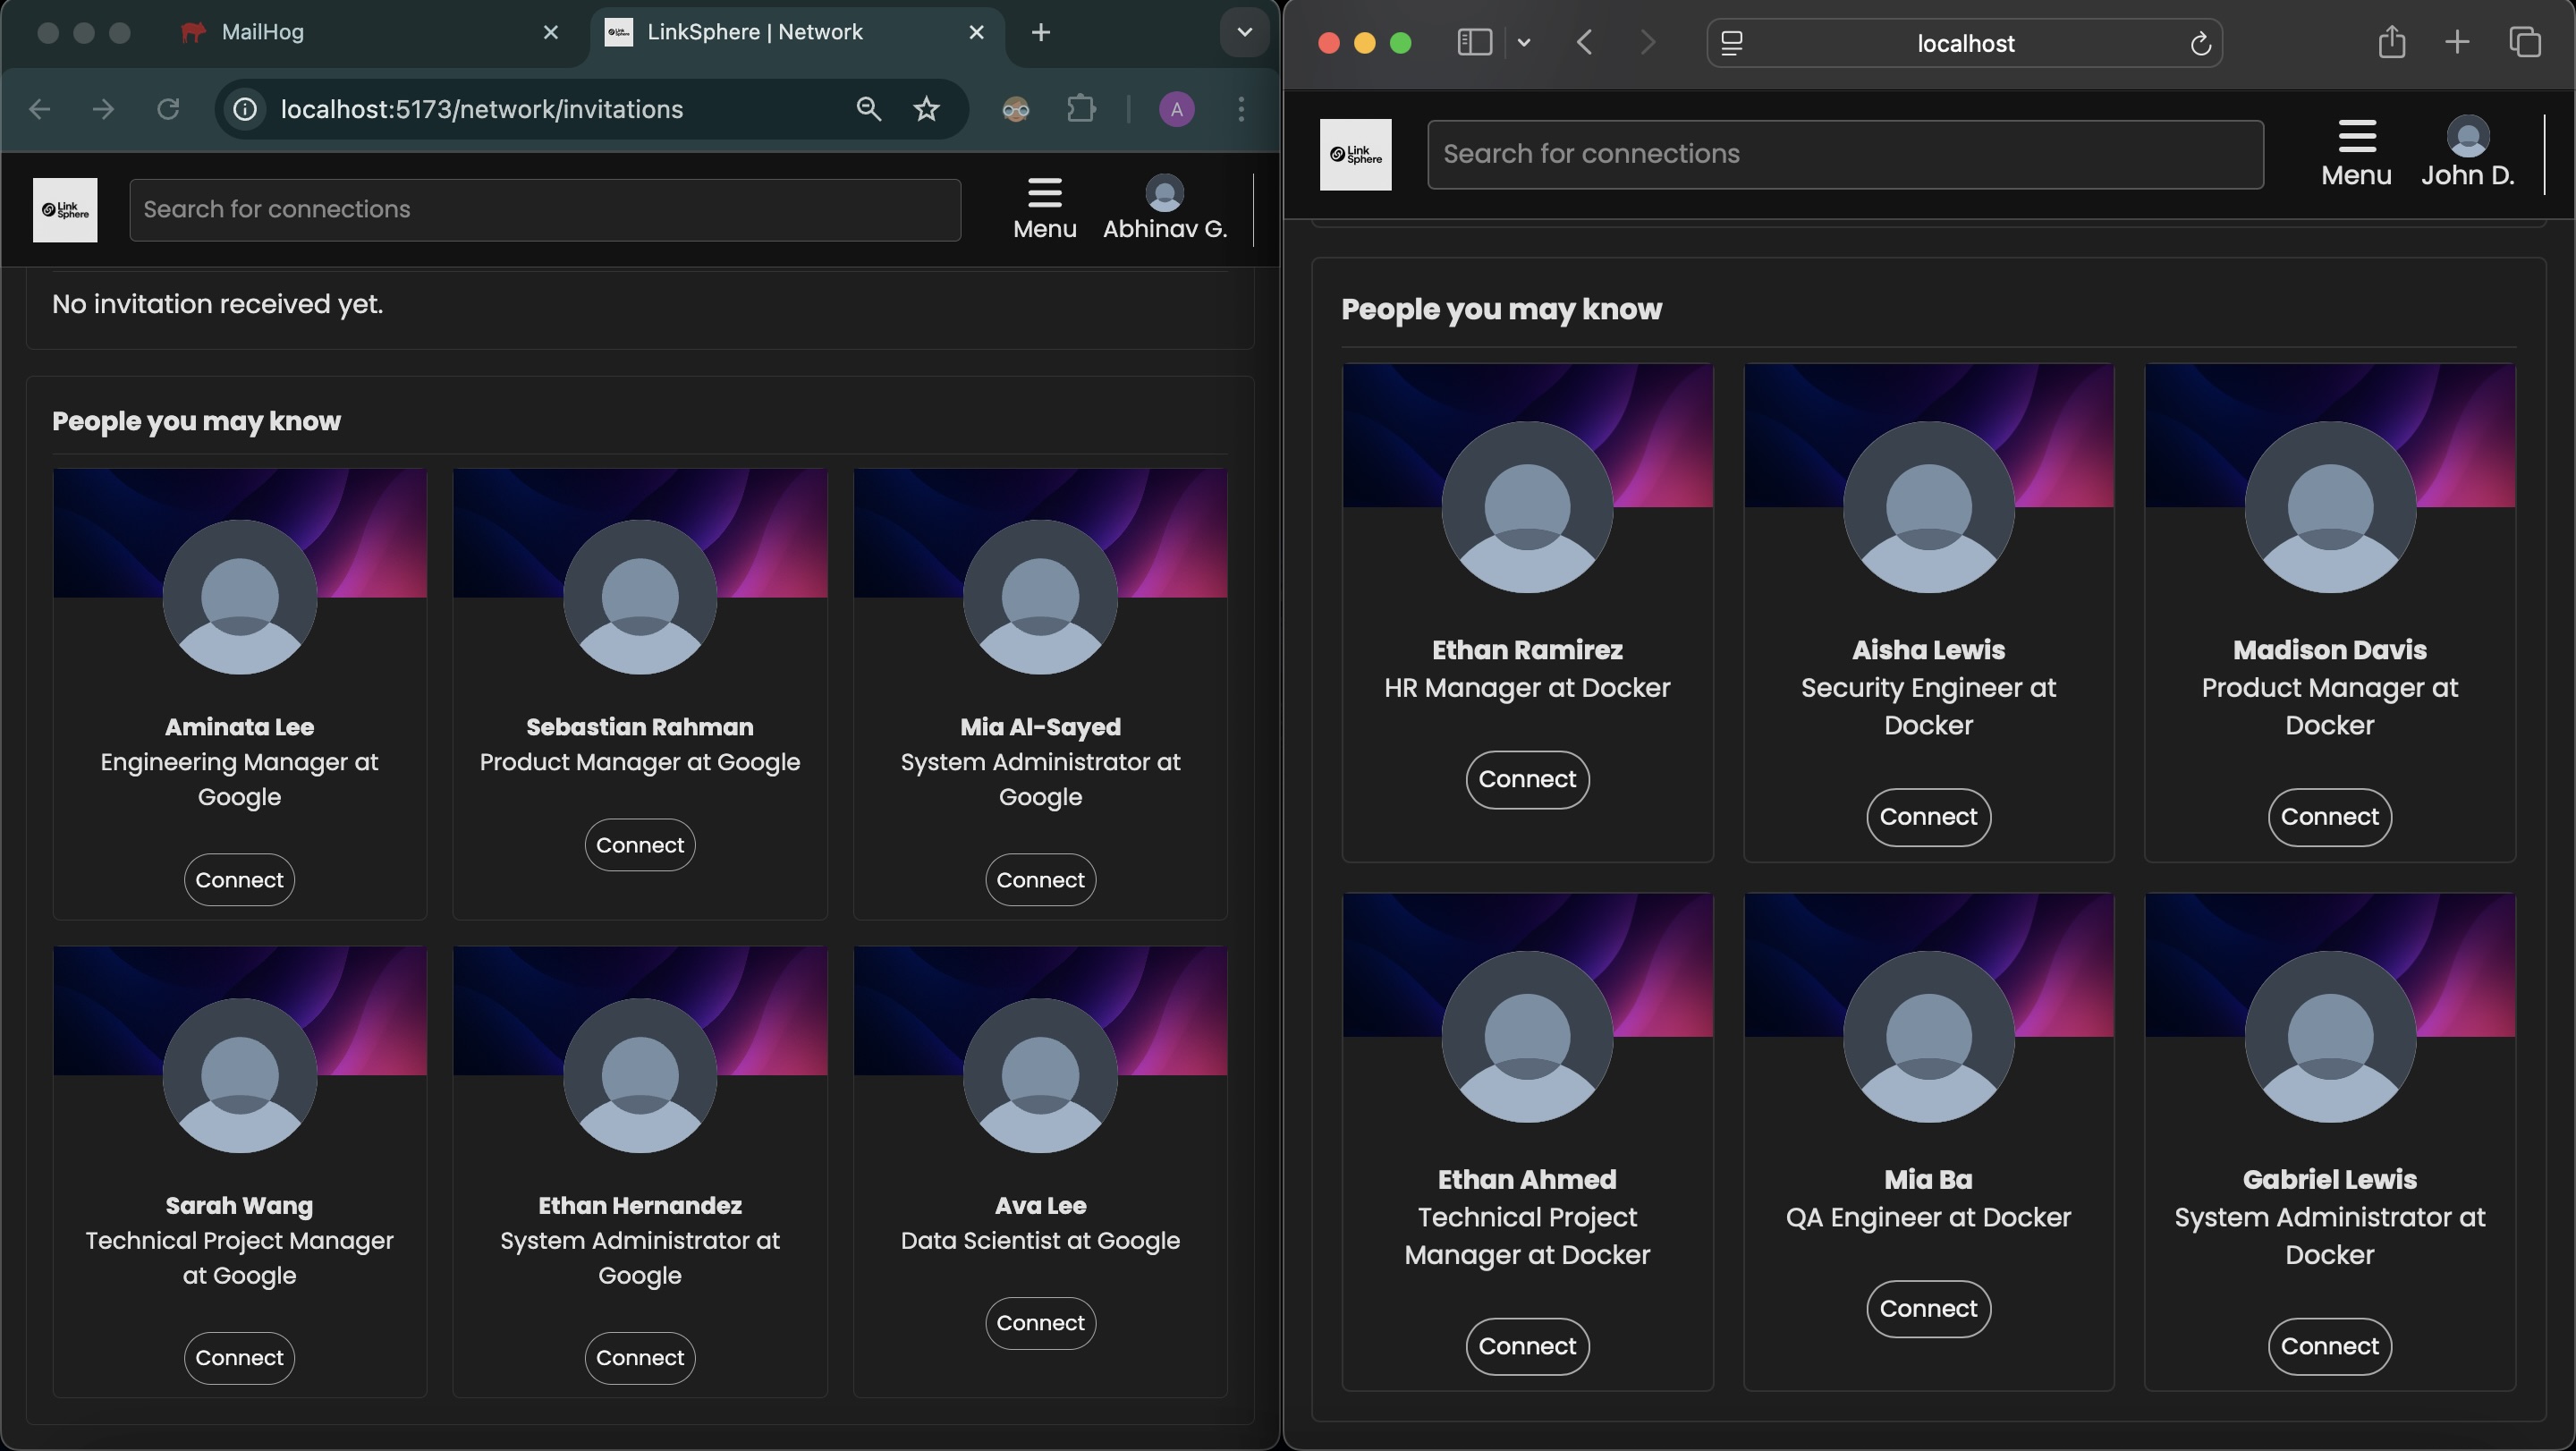 MailHog
LinkSphere | Network
localhost:5173/network/invitations
A
Link
Sphere
Search for connections
Menu
Abhinav G.
No invitation received yet.
People you may know
Aminata Lee
Engineering Manager at
Google
Connect
Sebastian Rahman
Product Manager at Google
Connect
Mia Al-Sayed
System Administrator at
Google
Connect
Sarah Wang
Technical Project Manager
at Google
Connect
Ethan Hernandez
System Administrator at
Google
Connect
Ava Lee
Data Scientist at Google
Connect
localhost
Link
Sphere
Search for connections
Menu
John D.
People you may know
Ethan Ramirez
HR Manager at Docker
Connect
Aisha Lewis
Security Engineer at
Docker
Connect
Madison Davis
Product Manager at
Docker
Connect
Ethan Ahmed
Technical Project
Manager at Docker
Connect
Mia Ba
QA Engineer at Docker
Connect
Gabriel Lewis
System Administrator at
Docker
Connect